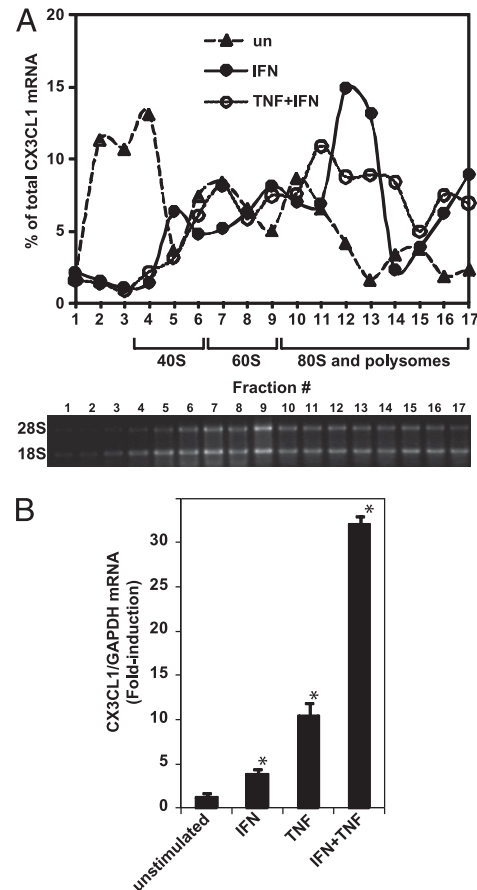 A
% of total CX3CL1 mRNA
20
15
10
5
0
un
IFN
TNF+IFN
1 2 3 4 5 6 7 8 9 10 11 12 13 14 15 16 17
40S 60S 80S and polysomes
Fraction #
1 2 3 4 5 6 7 8 9 10 11 12 13 14 15 16 17
28S
18S
B
CX3CL1/GAPDH mRNA
(Fold-induction)
30
25
20
15
10
5
0
*
*
*
unstimulated
IFN
TNF
IFN+TNF